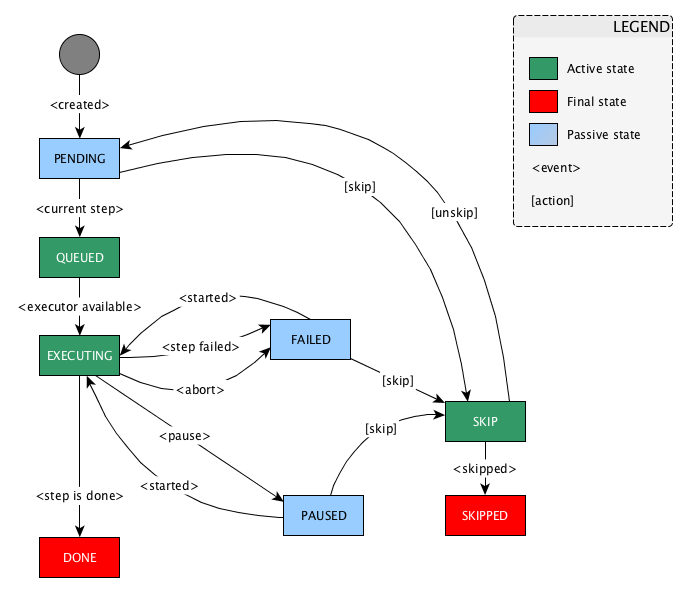 LEGEND
Active state
Final state
Passive state
<event>
[action]
<created>
PENDING
[skip]
<current step>
[unskip]
QUEUED
<started>
<executor available>
FAILED
<step failed>
EXECUTING
[skip]
<abort>
SKIP
[skip]
<pause>
<skipped>
<started>
<step is done>
PAUSED
SKIPPED
DONE